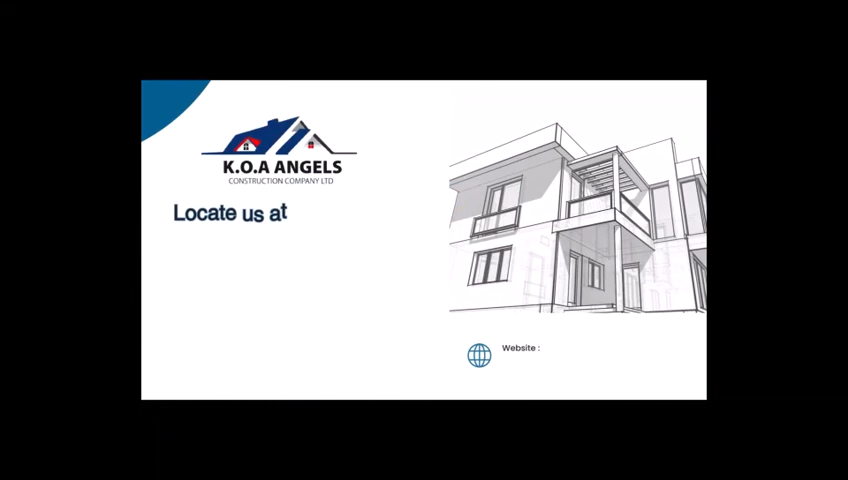 K.O.A ANGELS
CONSTRUCTION COMPANY LTD
Locate us at
Website :